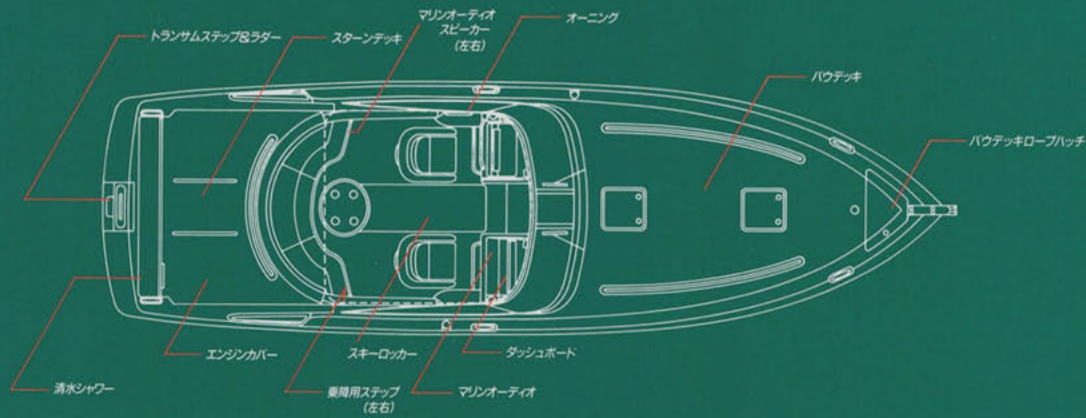 トランサムステップ&ラダー
スターンデッキ
マリンオーディオ
スピーカー
(左右)
オーニング
バウデッキ
バウデッキロープハッチ
清水シャワー
エンジンカバー
乗降用ステップ
(左右)
スキーロッカー
マリンオーディオ
ダッシュボード